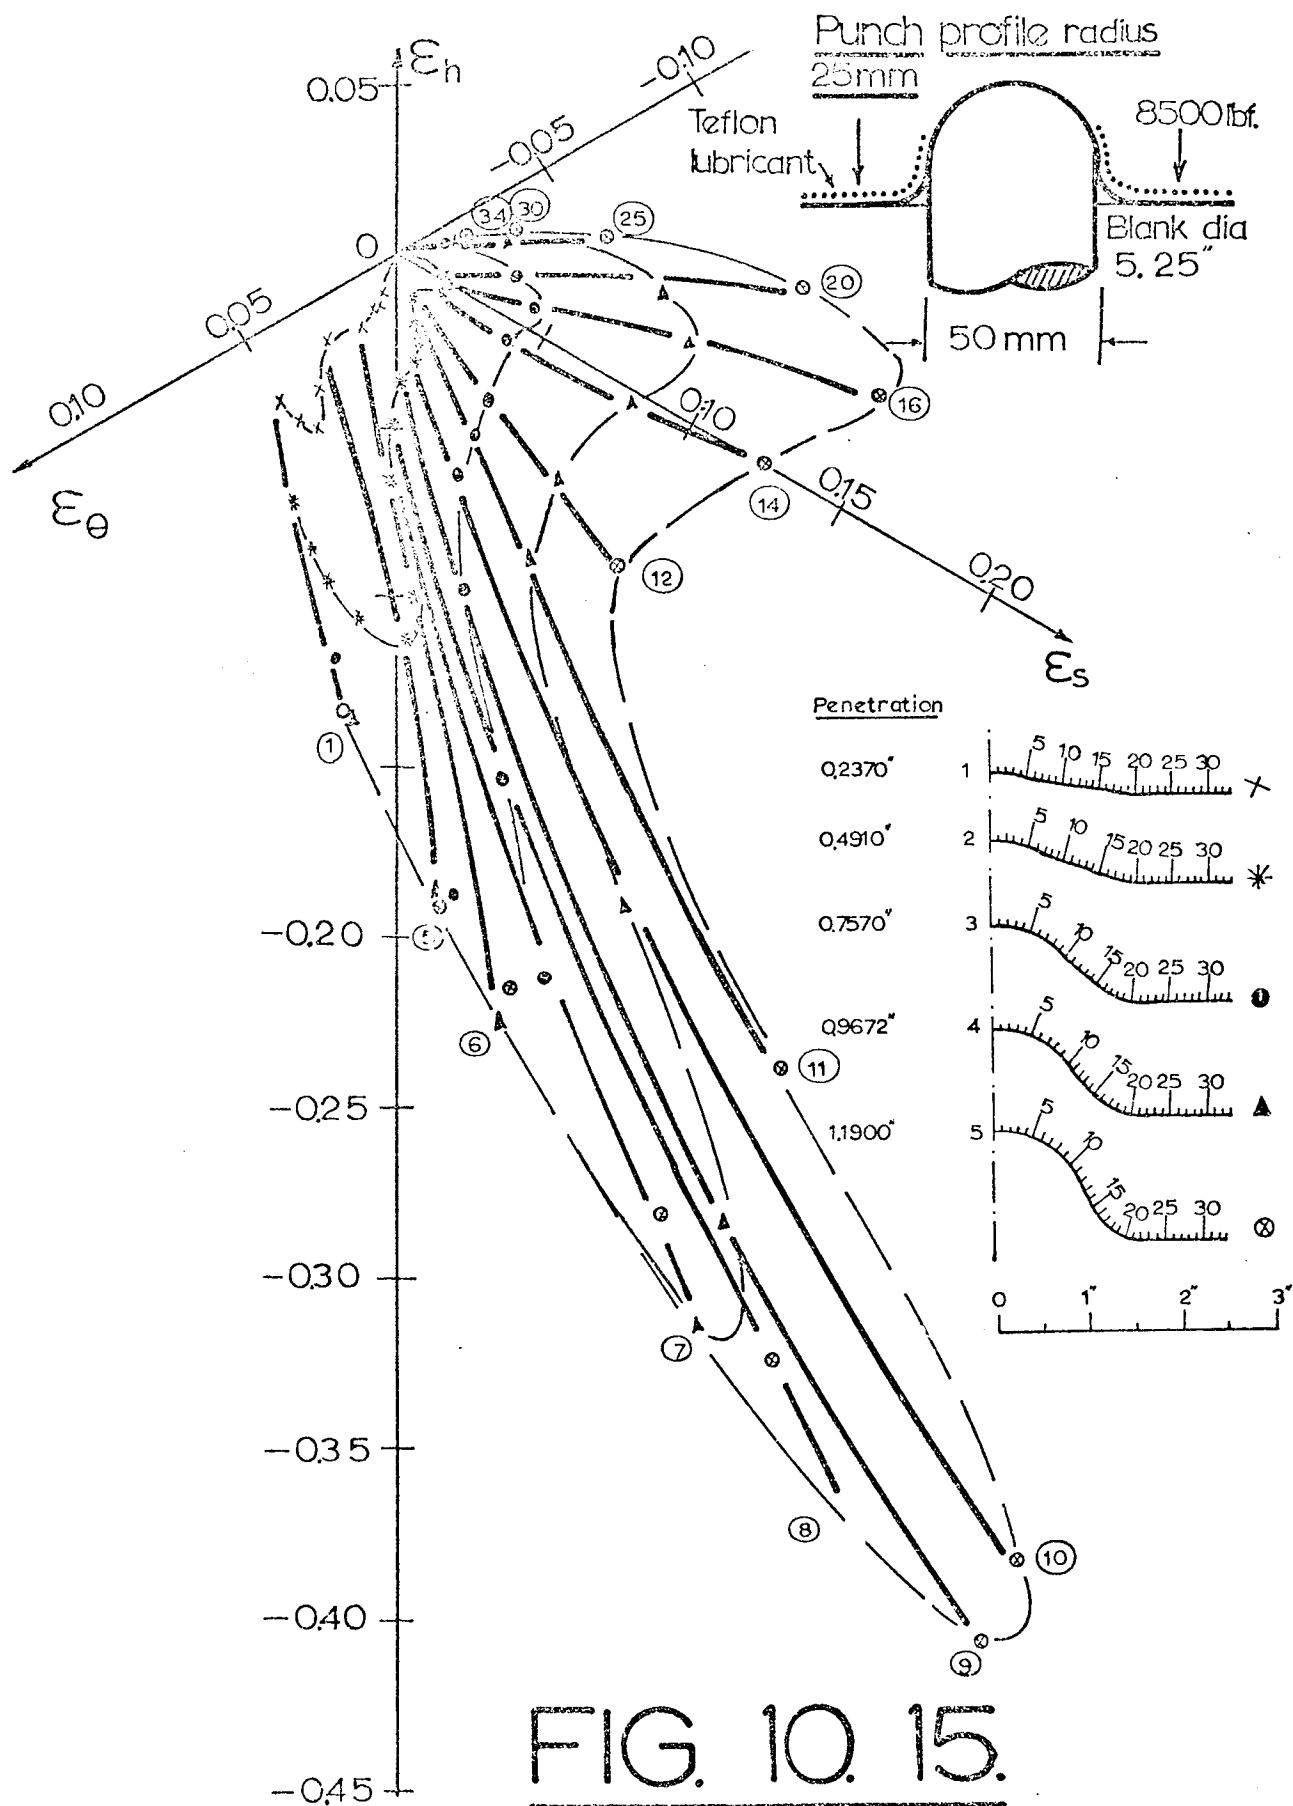 Punch profile radius
25mm
Teflon
lubricant
8500 lbf.
Blank dia
5.25"
50 mm
εh
0.05
0
-0.10
-0.05
0.05
0.10
εθ
0.10
0.15
0.20
εs
34
30
25
20
16
14
12
11
10
9
8
7
6
5
1
-0.20
-0.25
-0.30
-0.35
-0.40
-0.45
Penetration
0.2370" 1 5 10 15 20 25 30
0.4910" 2 5 10 15 20 25 30
0.7570" 3 5 10 15 20 25 30
0.9672" 4 5 10 15 20 25 30
1.1900" 5 5 10 15 20 25 30
0 1" 2" 3"
FIG. 10. 15.